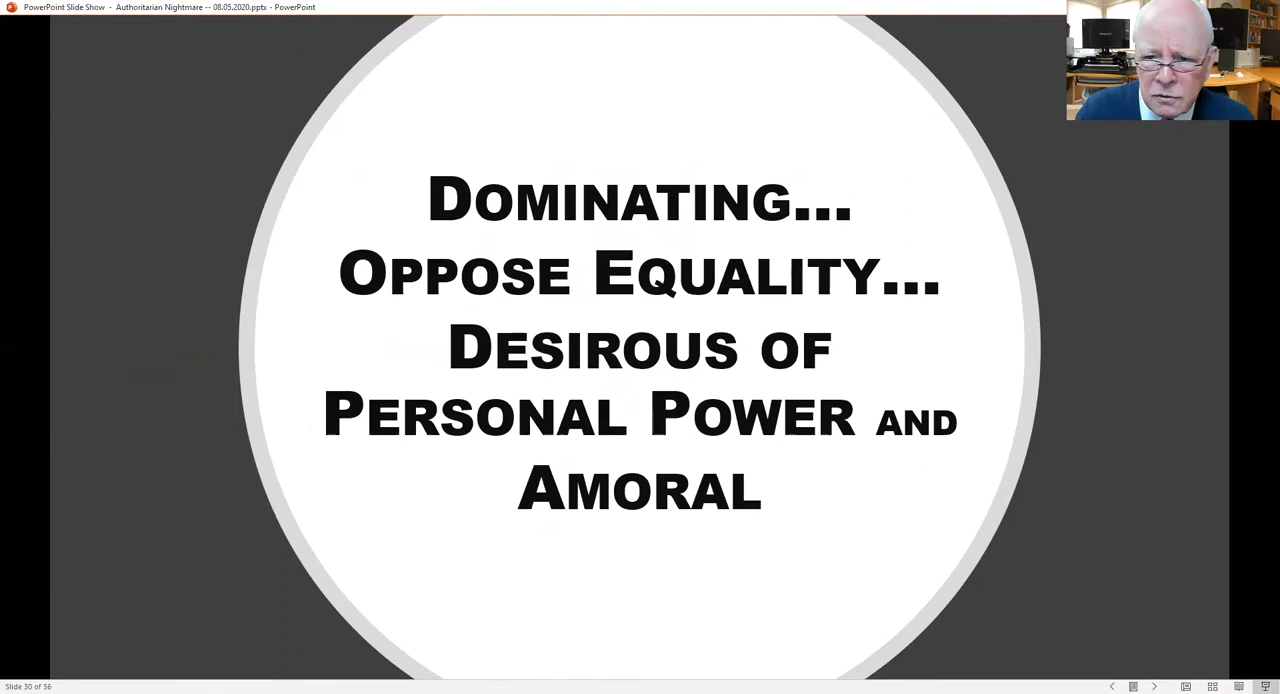 PowerPoint Slide Show - Authoritarian Nightmare -- 08.05.2020.pptx - PowerPoint
DOMINATING...
OPPOSE EQUALITY...
DESIROUS OF
PERSONAL POWER AND
AMORAL
Slide 30 of 56